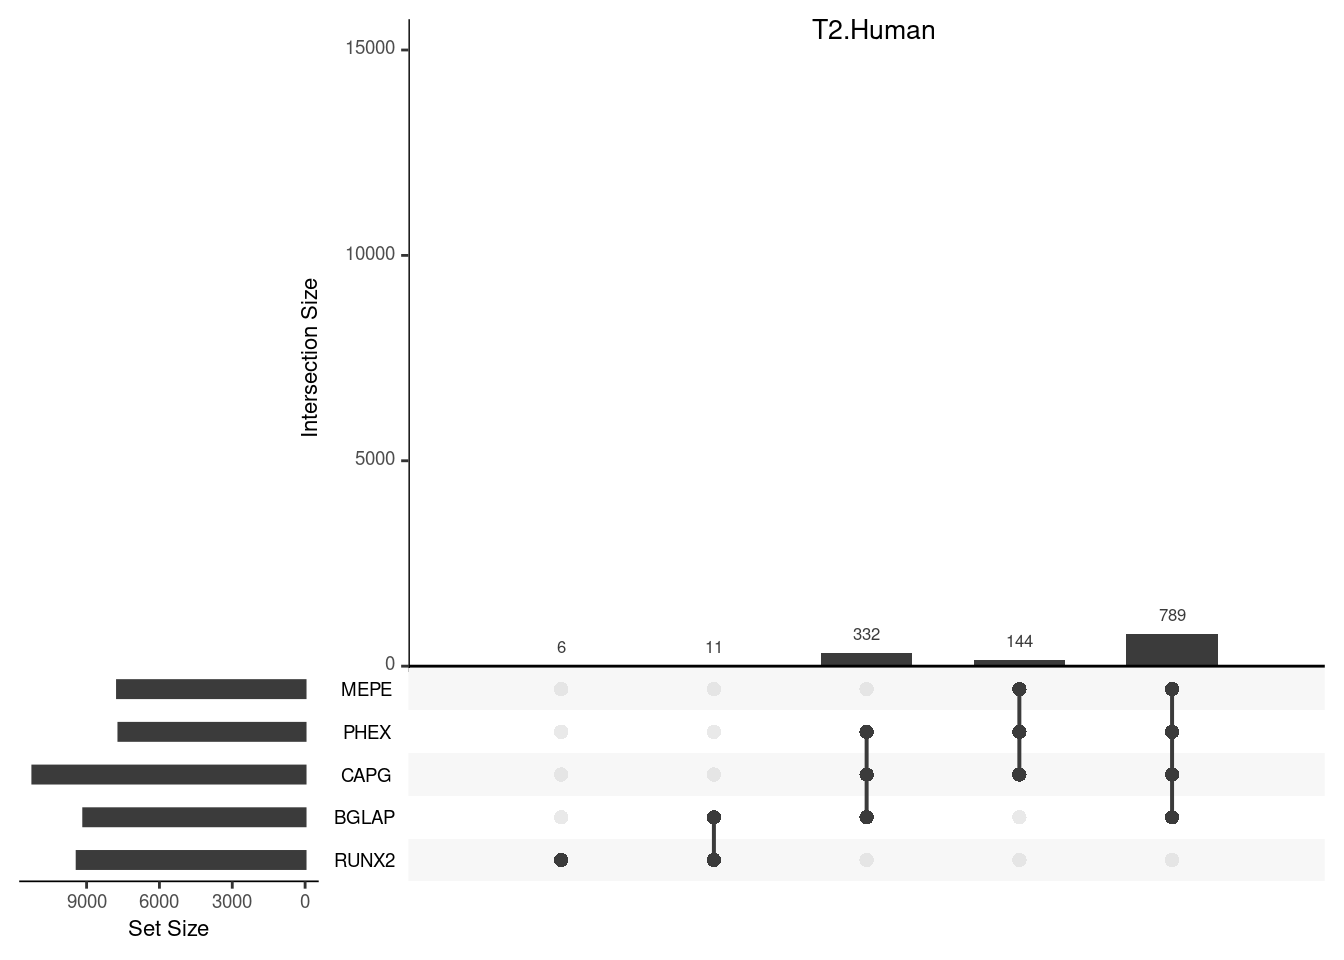 T2.Human
15000
10000
5000
0
Intersection Size
6
11
332
144
789
MEPE
PHEX
CAPG
BGLAP
RUNX2
9000 6000 3000 0
Set Size